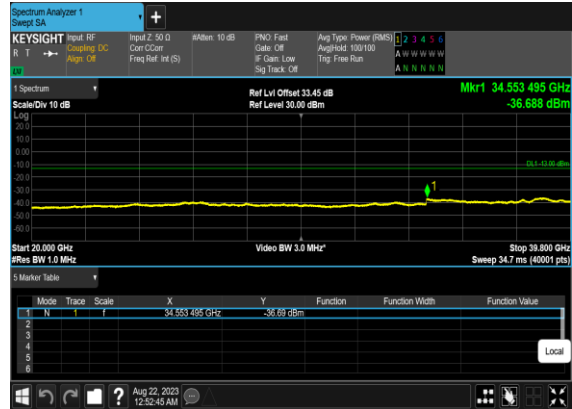 Spectrum Analyzer 1
Swept SA
+
KEYSIGHT Input: RF Input Z: 50 Ω #Atten: 10 dB PNO: Fast Avg Type: Power (RMS) 1 2 3 4 5 6
R T Coupling: DC Corr CCorr Gate: Off Avg|Hold: 100/100 A W W W W W
Align: Off Freq Ref: Int (S) IF Gain: Low Trig: Free Run
Sig Track: Off A N N N N N
1 Spectrum
Ref Lvl Offset 33.45 dB Mkr1 34.553 495 GHz
Scale/Div 10 dB Ref Level 30.00 dBm -36.688 dBm
Log
20.0
10.0
0.00
-10.0
DL1 -13.00 dBm
-20.0
1
-30.0
-40.0
-50.0
-60.0
Start 20.000 GHz Video BW 3.0 MHz* Stop 39.800 GHz
#Res BW 1.0 MHz Sweep 34.7 ms (40001 pts)
5 Marker Table
Mode Trace Scale X Y Function Function Width Function Value
1 N 1 f 34.553 495 GHz -36.69 dBm
2
3
4
5
6
Local
? Aug 22, 2023
12:52:45 AM